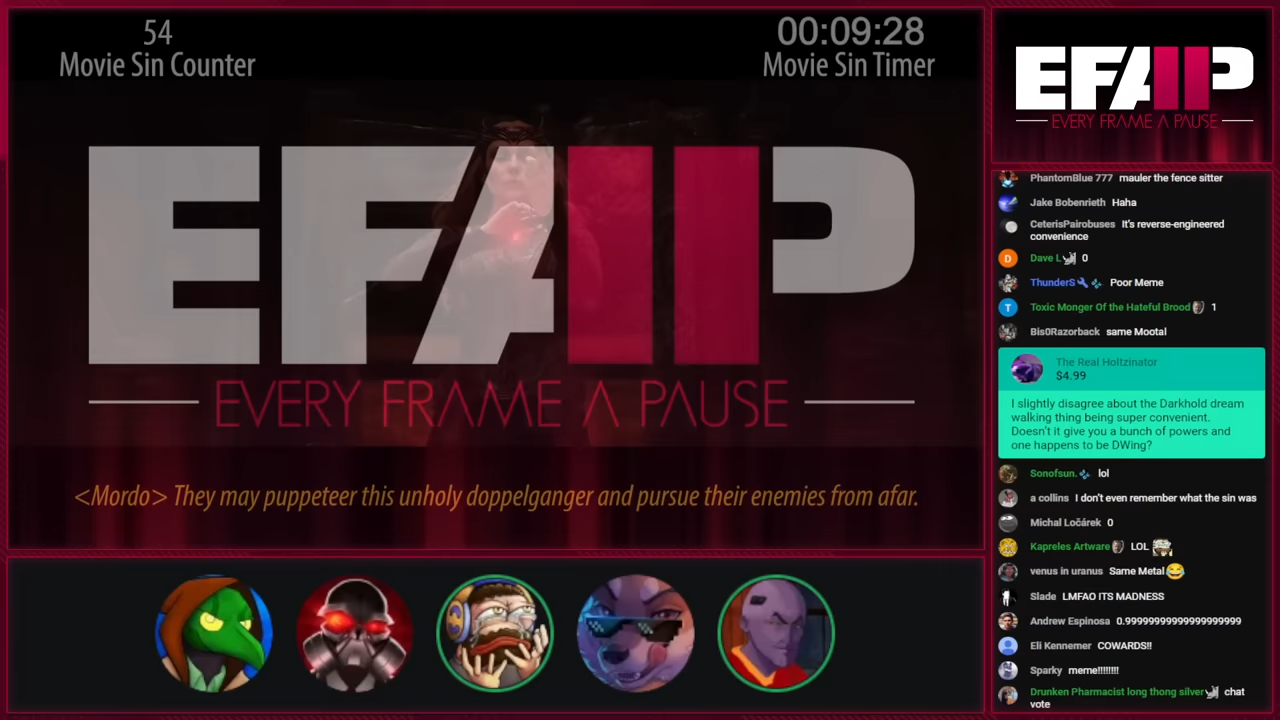 54
Movie Sin Counter
00:09:28
Movie Sin Timer
EFAP
EVERY FRAME A PAUSE
<Mordo> They may puppeteer this unholy doppelganger and pursue their enemies from afar.
EFAP
EVERY FRAME A PAUSE
PhantomBlue 777 mauler the fence sitter
Jake Bobenrieth Haha
CeterisPairobuses It's reverse-engineered
convenience
Dave L 0
ThunderS Poor Meme
Toxic Monger Of the Hateful Brood 1
Bis0Razorback same Mootal
The Real Holtzinator
$4.99
I slightly disagree about the Darkhold dream
walking thing being super convenient.
Doesn't it give you a bunch of powers and
one happens to be DWing?
Sonofsun. lol
a collins I don't even remember what the sin was
Michal Ločárek 0
Kapreles Artware LOL
venus in uranus Same Metal😂
Slade LMFAO ITS MADNESS
Andrew Espinosa 0.99999999999999999999
Eli Kennemer COWARDS!!
Sparky meme!!!!!!!!
Drunken Pharmacist long thong silver chat
vote